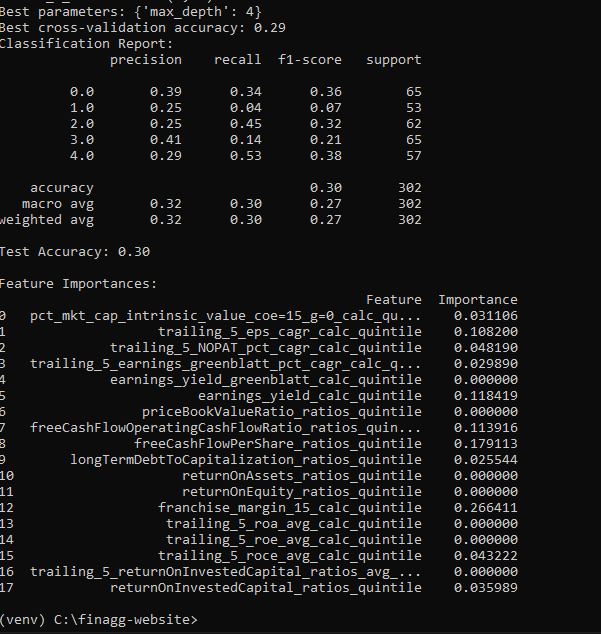 Best parameters: {'max_depth': 4}
Best cross-validation accuracy: 0.29
Classification Report:
precision recall f1-score support
0.0 0.39 0.34 0.36 65
1.0 0.25 0.04 0.07 53
2.0 0.25 0.45 0.32 62
3.0 0.41 0.14 0.21 65
4.0 0.29 0.53 0.38 57
accuracy 0.30 302
macro avg 0.32 0.30 0.27 302
weighted avg 0.32 0.30 0.27 302
Test Accuracy: 0.30
Feature Importances:
Feature Importance
0 pct_mkt_cap_intrinsic_value_coe=15_g=0_calc_qu... 0.031106
1 trailing_5_eps_cagr_calc_quintile 0.108200
2 trailing_5_NOPAT_pct_cagr_calc_quintile 0.048190
3 trailing_5_earnings_greenblatt_pct_cagr_calc_q... 0.029890
4 earnings_yield_greenblatt_calc_quintile 0.000000
5 earnings_yield_calc_quintile 0.118419
6 priceBookValueRatio_ratios_quintile 0.000000
7 freeCashFlowOperatingCashFlowRatio_ratios_quin... 0.113916
8 freeCashFlowPerShare_ratios_quintile 0.179113
9 longTermDebtToCapitalization_ratios_quintile 0.025544
10 returnOnAssets_ratios_quintile 0.000000
11 returnOnEquity_ratios_quintile 0.000000
12 franchise_margin_15_calc_quintile 0.266411
13 trailing_5_roa_avg_calc_quintile 0.000000
14 trailing_5_roe_avg_calc_quintile 0.000000
15 trailing_5_roce_avg_calc_quintile 0.043222
16 trailing_5_returnOnInvestedCapital_ratios_avg_... 0.000000
17 returnOnInvestedCapital_ratios_quintile 0.035989
(venv) C:\finagg-website>